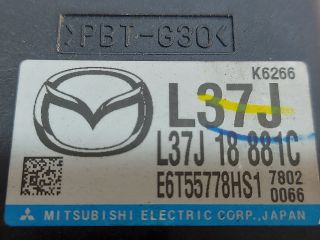 >PBT-G30<
K6266
L37J
L37J 18 881C
E6T55778HS1 7802
0066
MITSUBISHI ELECTRIC CORP., JAPAN